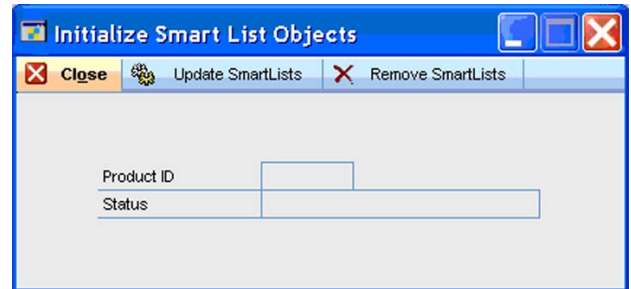 Initialize Smart List Objects
Close Update SmartLists Remove SmartLists
Product ID
Status